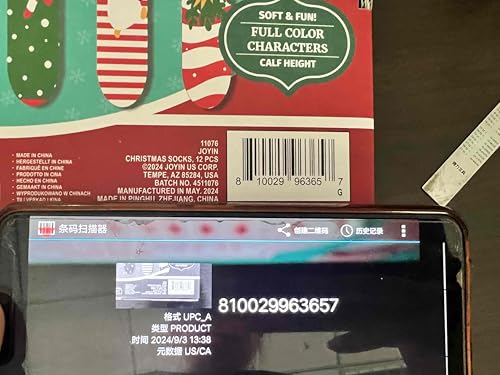 SOFT & FUN!
FULL COLOR
CHARACTERS
CALF HEIGHT
11076
JOYIN
CHRISTMAS SOCKS, 12 PCS
©2024 JOYIN US CORP.
TEMPE, AZ 85284, USA
BATCH NO. 4511076
MANUFACTURED IN MAY. 2024
MADE IN PINGHU, ZHEJIANG, CHINA
· MADE IN CHINA
· HERGESTELLT IN CHINA
· FABRIQUÉ EN CHINE
· PRODOTTO IN CINA
· HECHO EN CHINA
· GEMAAKT IN CHINA
· WYPRODUKOWANO W CHINACH
8 10029 96365 7
G
条码扫描器
创建二维码
历史记录
810029963657
格式 UPC_A
类型 PRODUCT
时间 2024/9/3 13:38
元数据 US/CA